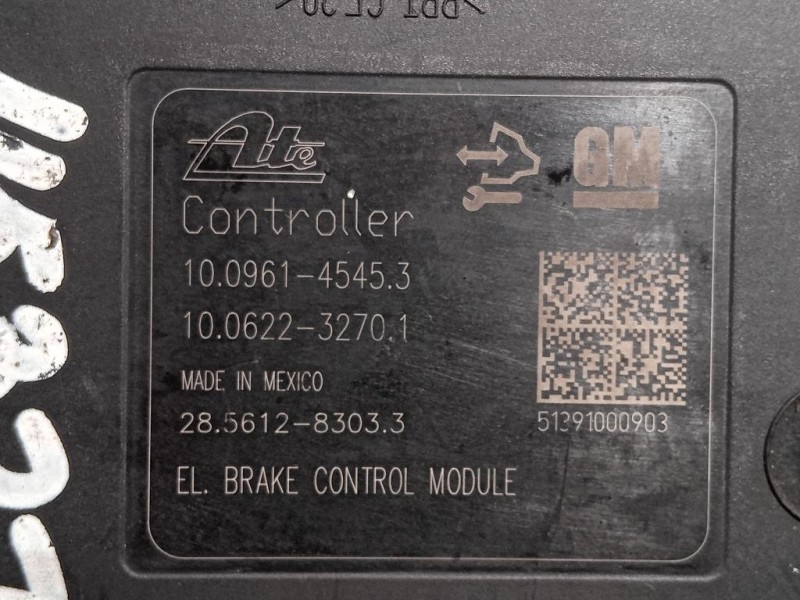 Ate
GM
Controller
10.0961-4545.3
10.0622-3270.1
MADE IN MEXICO
28.5612-8303.3
51391000903
EL. BRAKE CONTROL MODULE